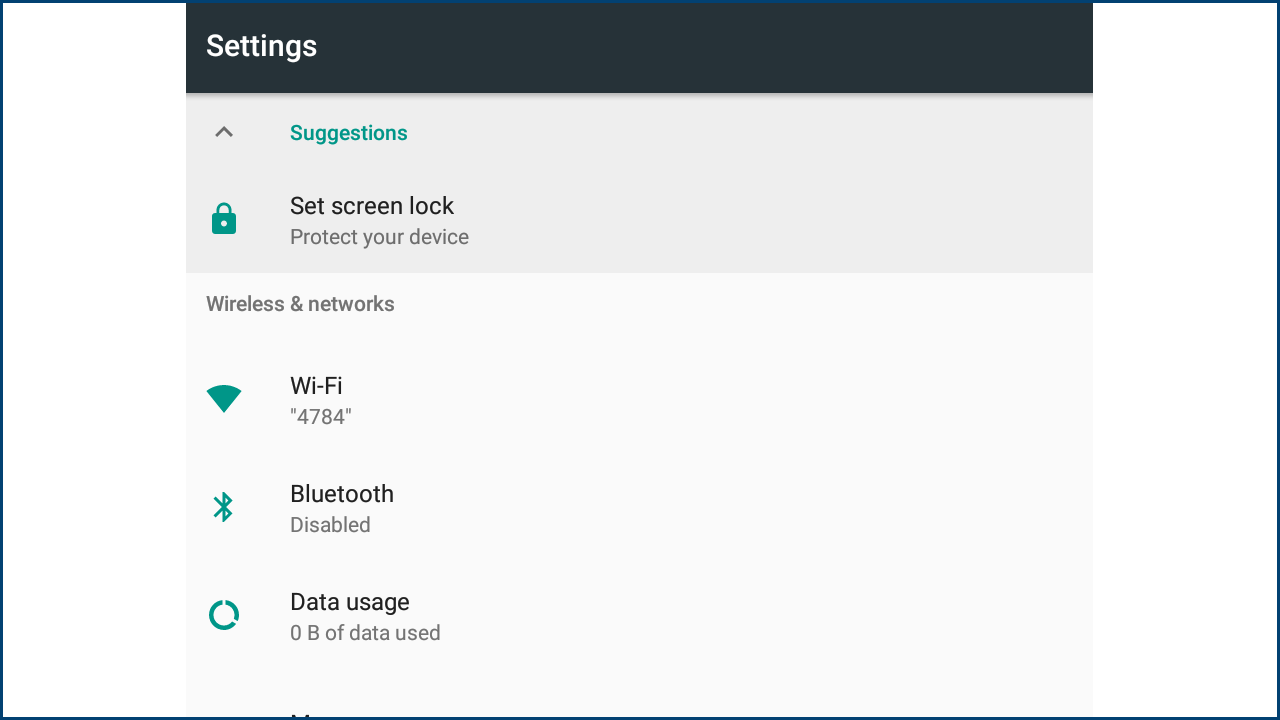 Settings
Suggestions
Set screen lock
Protect your device
Wireless & networks
Wi-Fi
"4784"
Bluetooth
Disabled
Data usage
0 B of data used